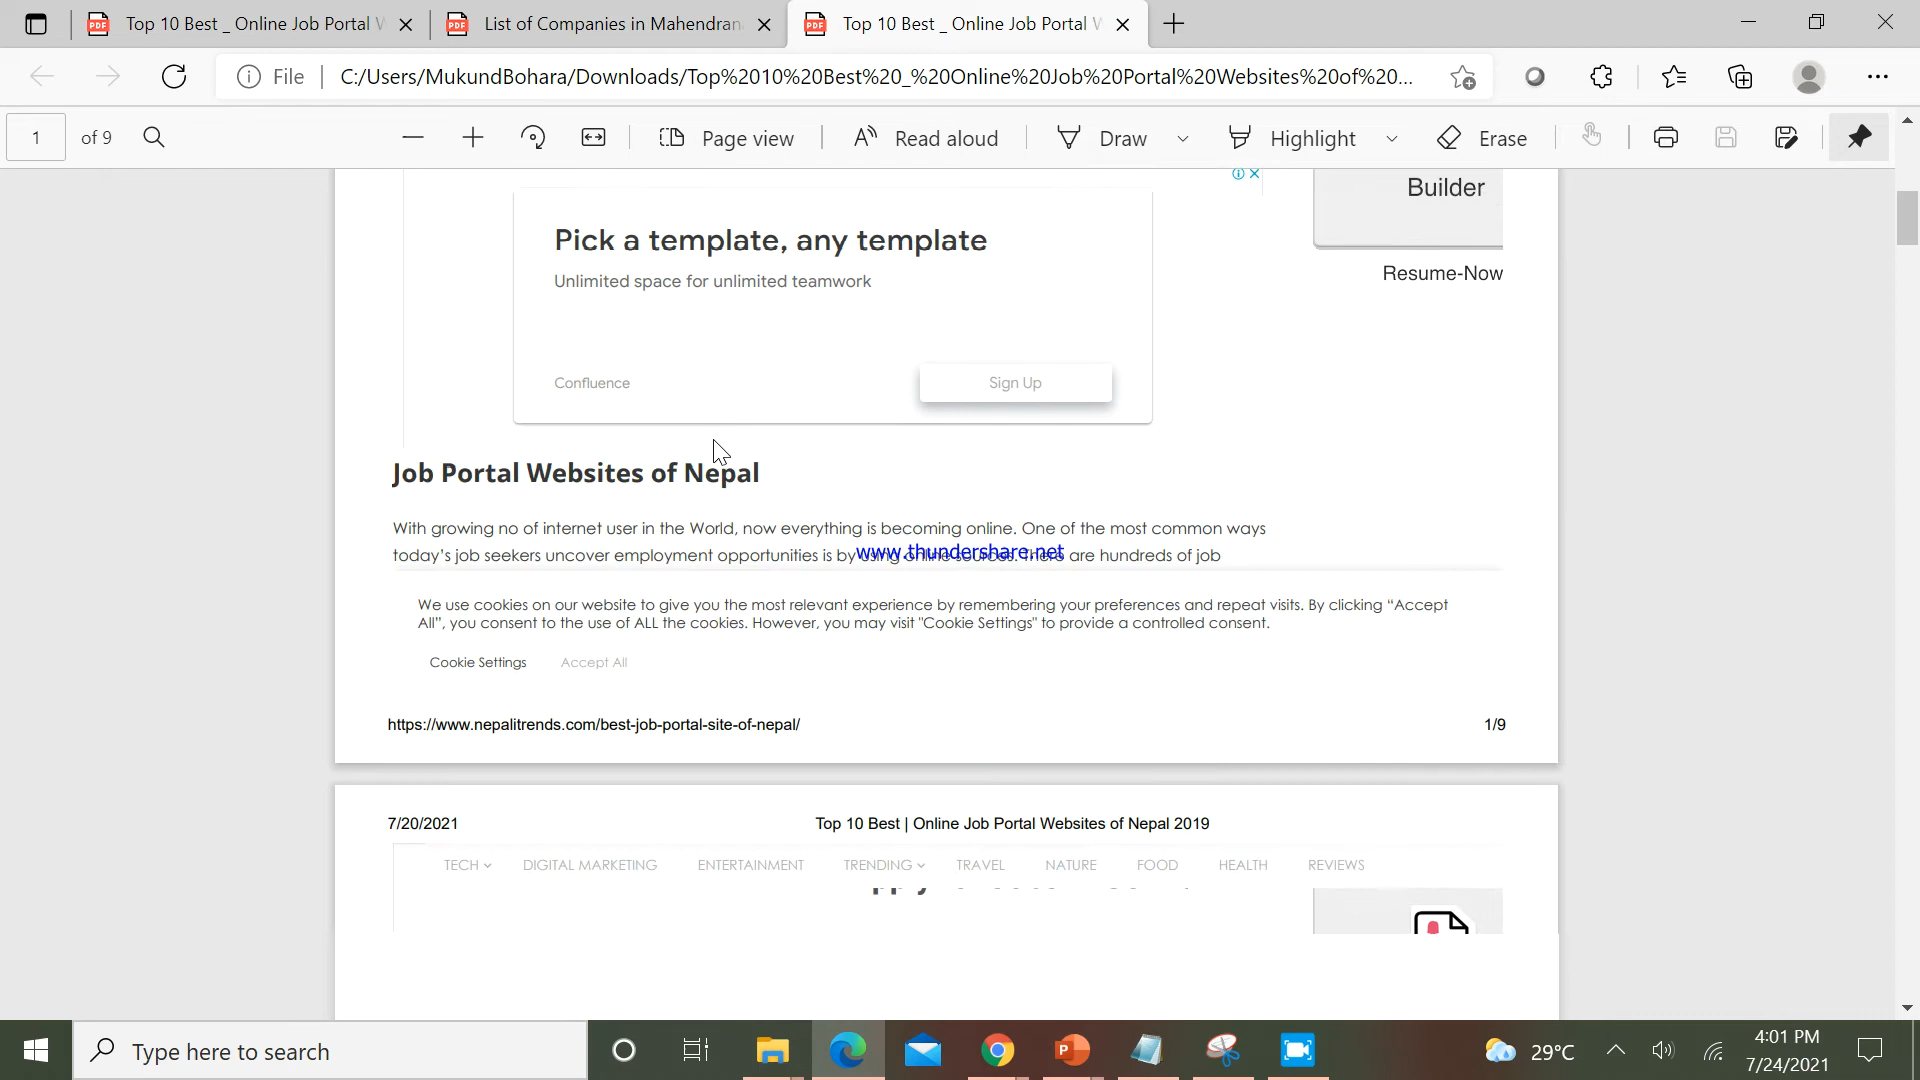 Top 10 Best _ Online Job Portal W
List of Companies in Mahendran
Top 10 Best _ Online Job Portal W
File
C:/Users/MukundBohara/Downloads/Top%2010%20Best%20_%20Online%20Job%20Portal%20Websites%20of%20...
1 of 9
Page view
Read aloud
Draw
Highlight
Erase
Builder
Resume-Now
Pick a template, any template
Unlimited space for unlimited teamwork
Confluence
Sign Up
Job Portal Websites of Nepal
With growing no of internet user in the World, now everything is becoming online. One of the most common ways
today's job seekers uncover employment opportunities is by using online sources. There are hundreds of job
www.thundershare.net
We use cookies on our website to give you the most relevant experience by remembering your preferences and repeat visits. By clicking “Accept
All”, you consent to the use of ALL the cookies. However, you may visit "Cookie Settings" to provide a controlled consent.
Cookie Settings
Accept All
https://www.nepalitrends.com/best-job-portal-site-of-nepal/
1/9
7/20/2021
Top 10 Best | Online Job Portal Websites of Nepal 2019
TECH
DIGITAL MARKETING
ENTERTAINMENT
TRENDING
TRAVEL
NATURE
FOOD
HEALTH
REVIEWS
Type here to search
29°C
4:01 PM
7/24/2021